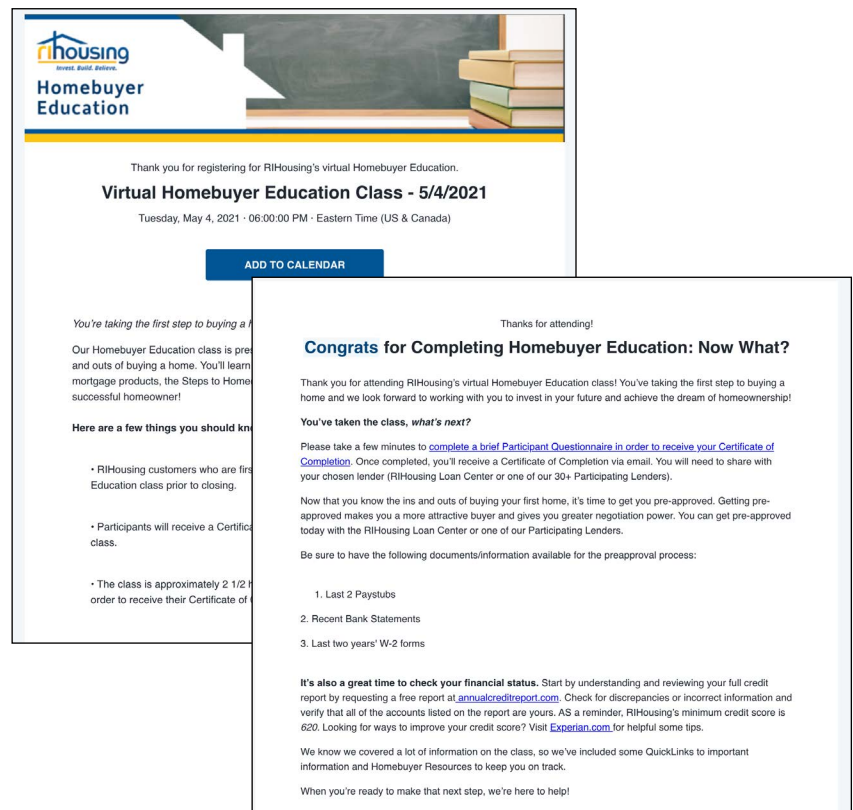 rihousing
Invest. Build. Believe.
Homebuyer
Education
Thank you for registering for RIHousing's virtual Homebuyer Education.
Virtual Homebuyer Education Class - 5/4/2021
Tuesday, May 4, 2021 · 06:00:00 PM · Eastern Time (US & Canada)
ADD TO CALENDAR
You're taking the first step to buying a
Our Homebuyer Education class is
and outs of buying a home. You'll learn
mortgage products, the Steps to
successful homeowner!
Here are a few things you should
• RIHousing customers who are
Education class prior to closing.
• Participants will receive a
class.
• The class is approximately 2 1/2
order to receive their Certificate of
Thanks for attending!
Congrats for Completing Homebuyer Education: Now What?
Thank you for attending RIHousing's virtual Homebuyer Education class! You've taken the first step to buying a
home and we look forward to working with you to invest in your future and achieve the dream of homeownership!
You've taken the class, what's next?
Please take a few minutes to complete a brief Participant Questionnaire in order to receive your Certificate of
Completion. Once completed, you'll receive a Certificate of Completion via email. You will need to share with
your chosen lender (RIHousing Loan Center or one of our 30+ Participating Lenders).
Now that you know the ins and outs of buying your first home, it's time to get you pre-approved. Getting pre-
approved makes you a more attractive buyer and gives you greater negotiation power. You can get pre-approved
today with the RIHousing Loan Center or one of our Participating Lenders.
Be sure to have the following documents/information available for the preapproval process:
1. Last 2 Paystubs
2. Recent Bank Statements
3. Last two years' W-2 forms
It's also a great time to check your financial status. Start by understanding and reviewing your full credit
report by requesting a free report at annualcreditreport.com. Check for discrepancies or incorrect information and
verify that all of the accounts listed on the report are yours. AS a reminder, RIHousing's minimum credit score is
620. Looking for ways to improve your credit score? Visit Experian.com for helpful some tips.
We know we covered a lot of information on the class, so we've included some QuickLinks to important
information and Homebuyer Resources to keep you on track.
When you're ready to make that next step, we're here to help!